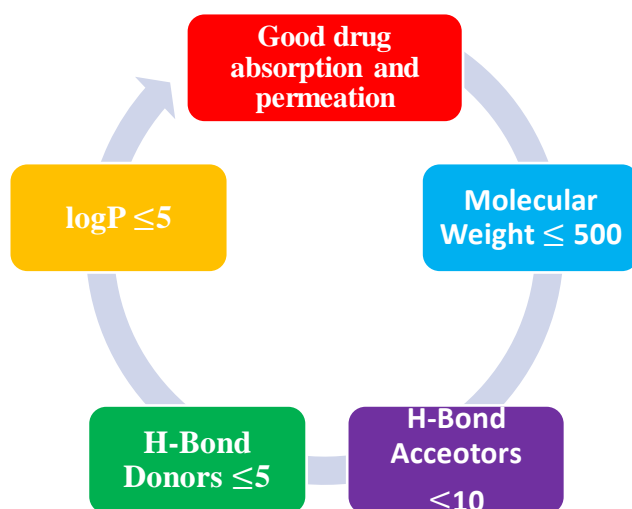 Good drug
absorption and
permeation
Molecular
Weight ≤ 500
H-Bond
Acceotors
≤10
H-Bond
Donors ≤5
logP ≤5